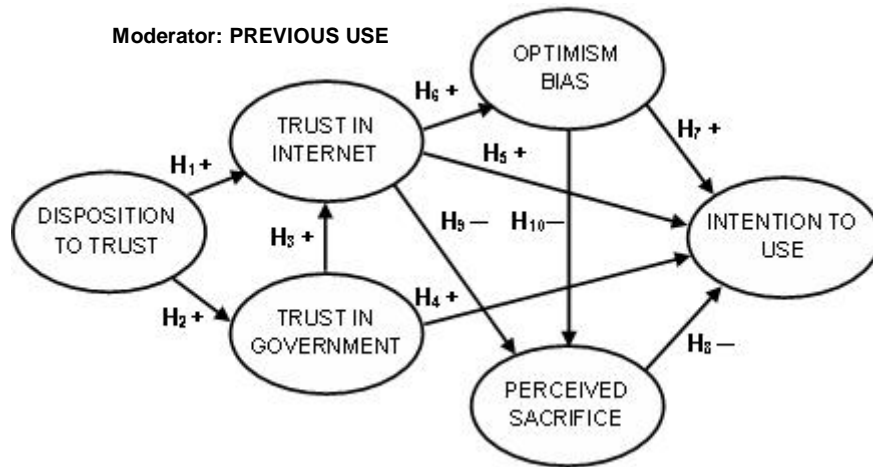 Moderator: PREVIOUS USE
OPTIMISM
BIAS
H₆ +
H₇ +
TRUST IN
INTERNET
H₅ +
H₁ +
DISPOSITION
TO TRUST
H₃ +
H₉ —
H₁₀—
INTENTION TO
USE
H₂ +
TRUST IN
GOVERNMENT
H₄ +
H₈ —
PERCEIVED
SACRIFICE